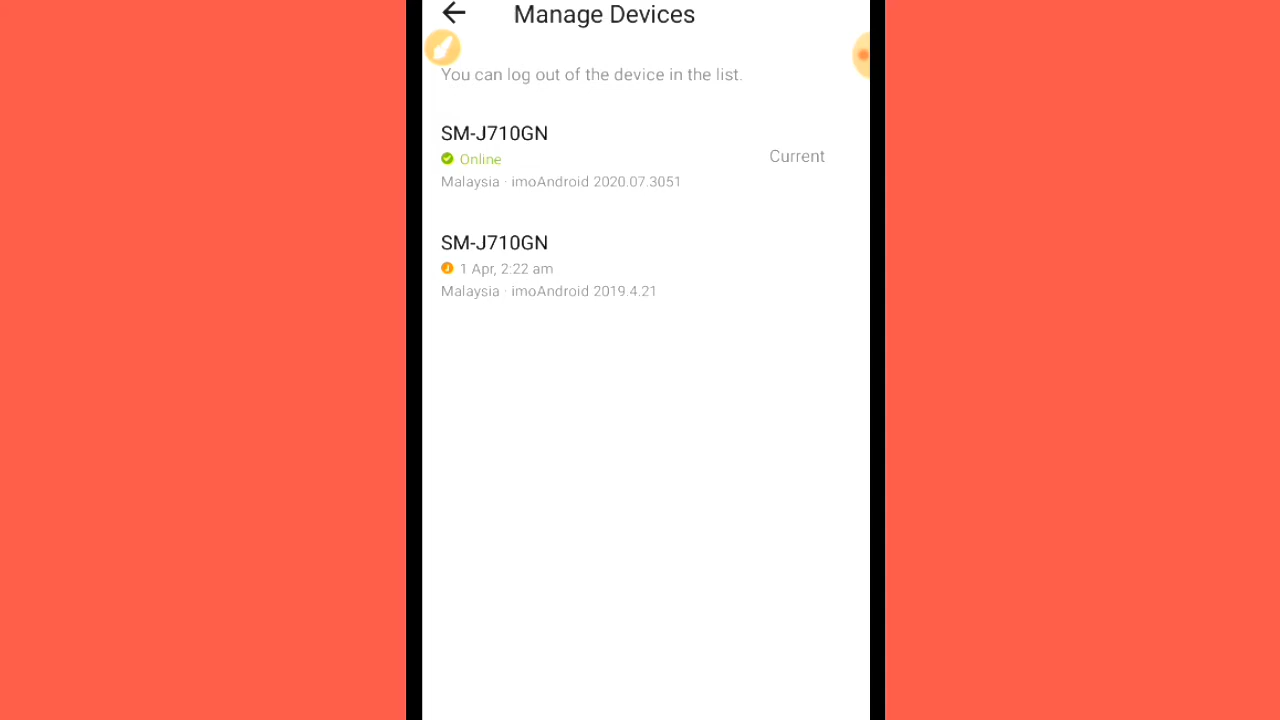 Manage Devices
You can log out of the device in the list.
SM-J710GN
Online
Current
Malaysia · imoAndroid 2020.07.3051
SM-J710GN
1 Apr, 2:22 am
Malaysia · imoAndroid 2019.4.21